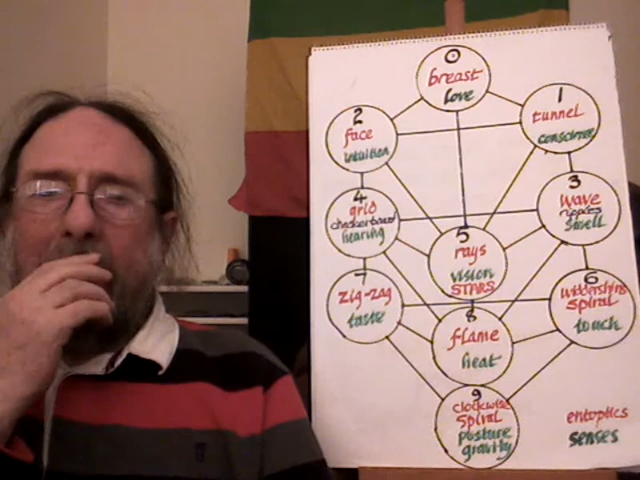 0
breast
love
1
tunnel
conscience
2
face
intuition
3
wave
ripples
smell
4
grid
checkerboard
hearing
5
rays
vision
STARS
6
widdershins
spiral
touch
7
zig-zag
taste
8
flame
heat
9
clockwise
spiral
posture
gravity
entoptics
senses